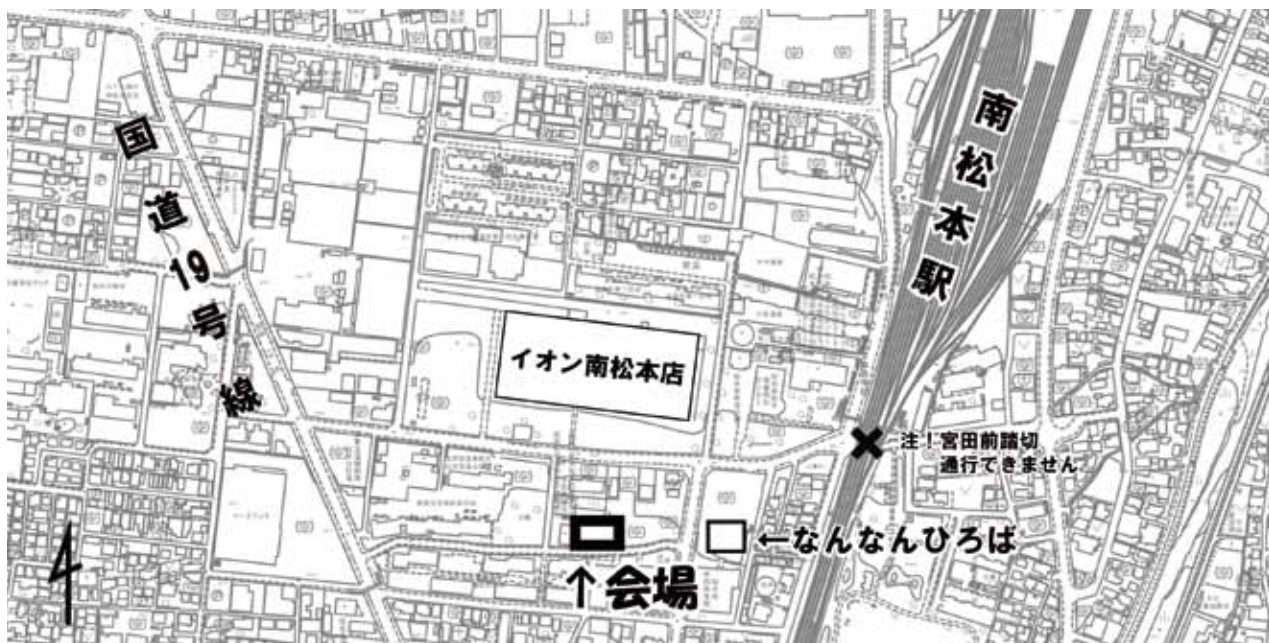 国道19号線
南松本駅
イオン南松本店
注！宮田前踏切
通行できません
←なんなんひろば
↑会場